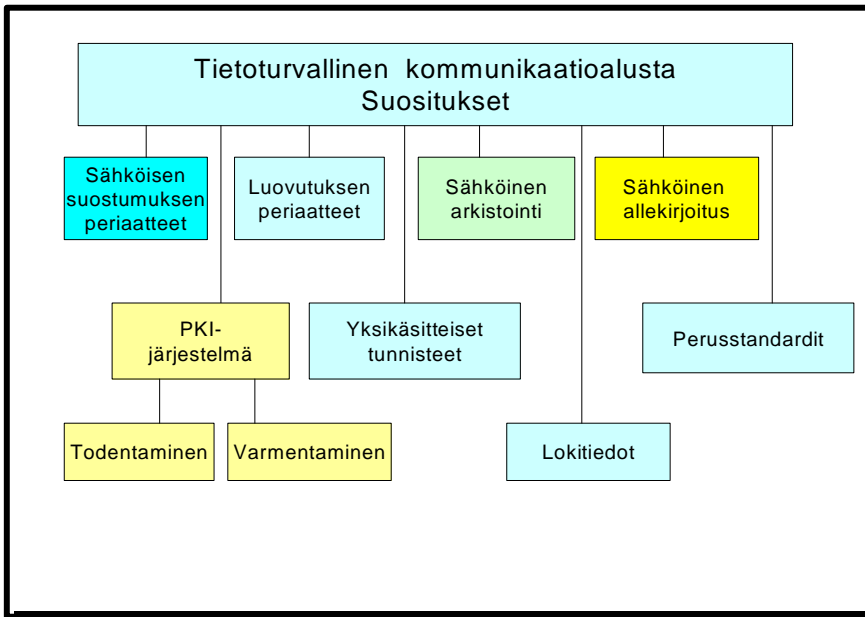 Tietoturvallinen kommunikaatioalusta
Suositukset
Sähköisen
suostumuksen
periaatteet
Luovutuksen
periaatteet
Sähköinen
arkistointi
Sähköinen
allekirjoitus
PKI-
järjestelmä
Yksikäsitteiset
tunnisteet
Perusstandardit
Todentaminen
Varmentaminen
Lokitiedot